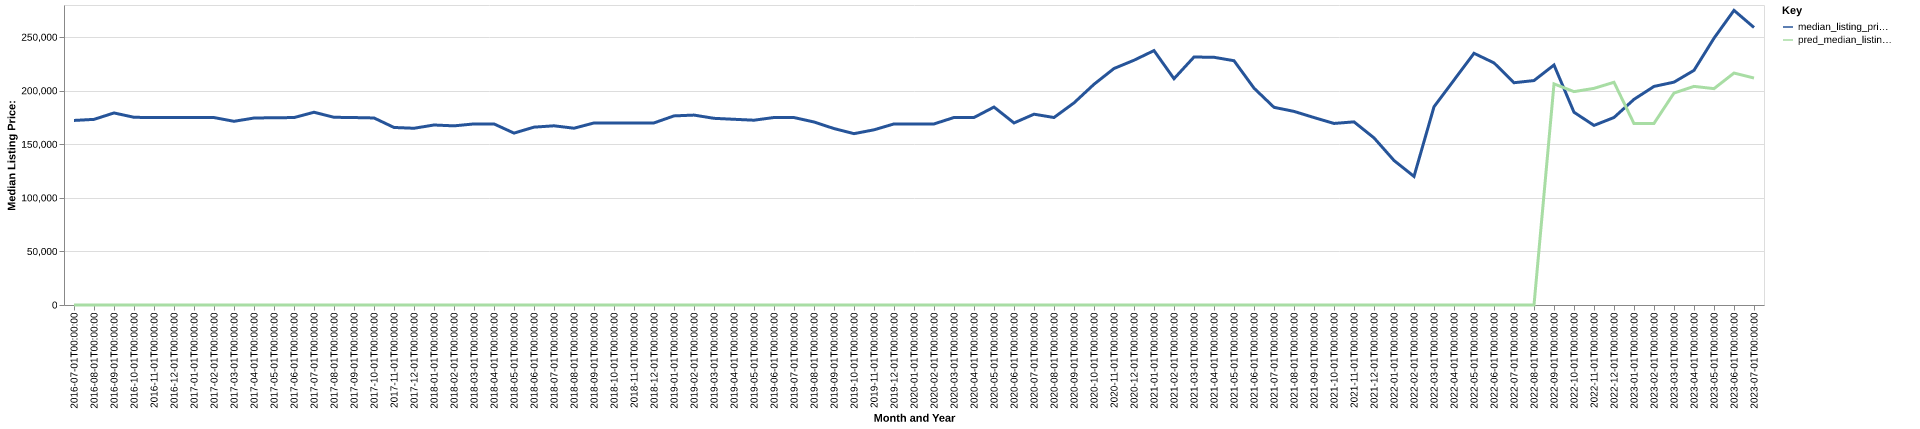 Key
median_listing_pri…
pred_median_listin…
Median Listing Price:
250,000
200,000
150,000
100,000
50,000
0
2016-07-01T00:00:00
2016-08-01T00:00:00
2016-09-01T00:00:00
2016-10-01T00:00:00
2016-11-01T00:00:00
2016-12-01T00:00:00
2017-01-01T00:00:00
2017-02-01T00:00:00
2017-03-01T00:00:00
2017-04-01T00:00:00
2017-05-01T00:00:00
2017-06-01T00:00:00
2017-07-01T00:00:00
2017-08-01T00:00:00
2017-09-01T00:00:00
2017-10-01T00:00:00
2017-11-01T00:00:00
2017-12-01T00:00:00
2018-01-01T00:00:00
2018-02-01T00:00:00
2018-03-01T00:00:00
2018-04-01T00:00:00
2018-05-01T00:00:00
2018-06-01T00:00:00
2018-07-01T00:00:00
2018-08-01T00:00:00
2018-09-01T00:00:00
2018-10-01T00:00:00
2018-11-01T00:00:00
2018-12-01T00:00:00
2019-01-01T00:00:00
2019-02-01T00:00:00
2019-03-01T00:00:00
2019-04-01T00:00:00
2019-05-01T00:00:00
2019-06-01T00:00:00
2019-07-01T00:00:00
2019-08-01T00:00:00
2019-09-01T00:00:00
2019-10-01T00:00:00
2019-11-01T00:00:00
2019-12-01T00:00:00
2020-01-01T00:00:00
2020-02-01T00:00:00
2020-03-01T00:00:00
2020-04-01T00:00:00
2020-05-01T00:00:00
2020-06-01T00:00:00
2020-07-01T00:00:00
2020-08-01T00:00:00
2020-09-01T00:00:00
2020-10-01T00:00:00
2020-11-01T00:00:00
2020-12-01T00:00:00
2021-01-01T00:00:00
2021-02-01T00:00:00
2021-03-01T00:00:00
2021-04-01T00:00:00
2021-05-01T00:00:00
2021-06-01T00:00:00
2021-07-01T00:00:00
2021-08-01T00:00:00
2021-09-01T00:00:00
2021-10-01T00:00:00
2021-11-01T00:00:00
2021-12-01T00:00:00
2022-01-01T00:00:00
2022-02-01T00:00:00
2022-03-01T00:00:00
2022-04-01T00:00:00
2022-05-01T00:00:00
2022-06-01T00:00:00
2022-07-01T00:00:00
2022-08-01T00:00:00
2022-09-01T00:00:00
2022-10-01T00:00:00
2022-11-01T00:00:00
2022-12-01T00:00:00
2023-01-01T00:00:00
2023-02-01T00:00:00
2023-03-01T00:00:00
2023-04-01T00:00:00
2023-05-01T00:00:00
2023-06-01T00:00:00
2023-07-01T00:00:00
Month and Year